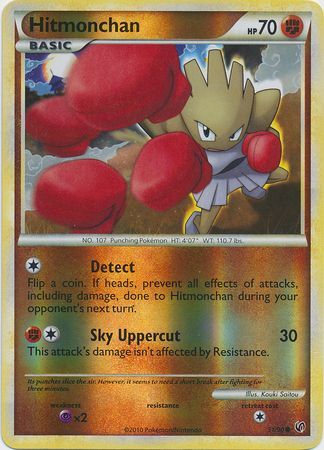 Hitmonchan
HP 70
BASIC
NO. 107 Punching Pokémon. HT: 4'07" WT: 110.7 lbs.
Detect
Flip a coin. If heads, prevent all effects of attacks,
including damage, done to Hitmonchan during your
opponent's next turn.
Sky Uppercut 30
This attack's damage isn't affected by Resistance.
Its punches slice the air. However, it seems to need a short break after fighting for
three minutes.
Illus. Kouki Saitou
weakness resistance retreat cost
×2
©2010 Pokémon/Nintendo